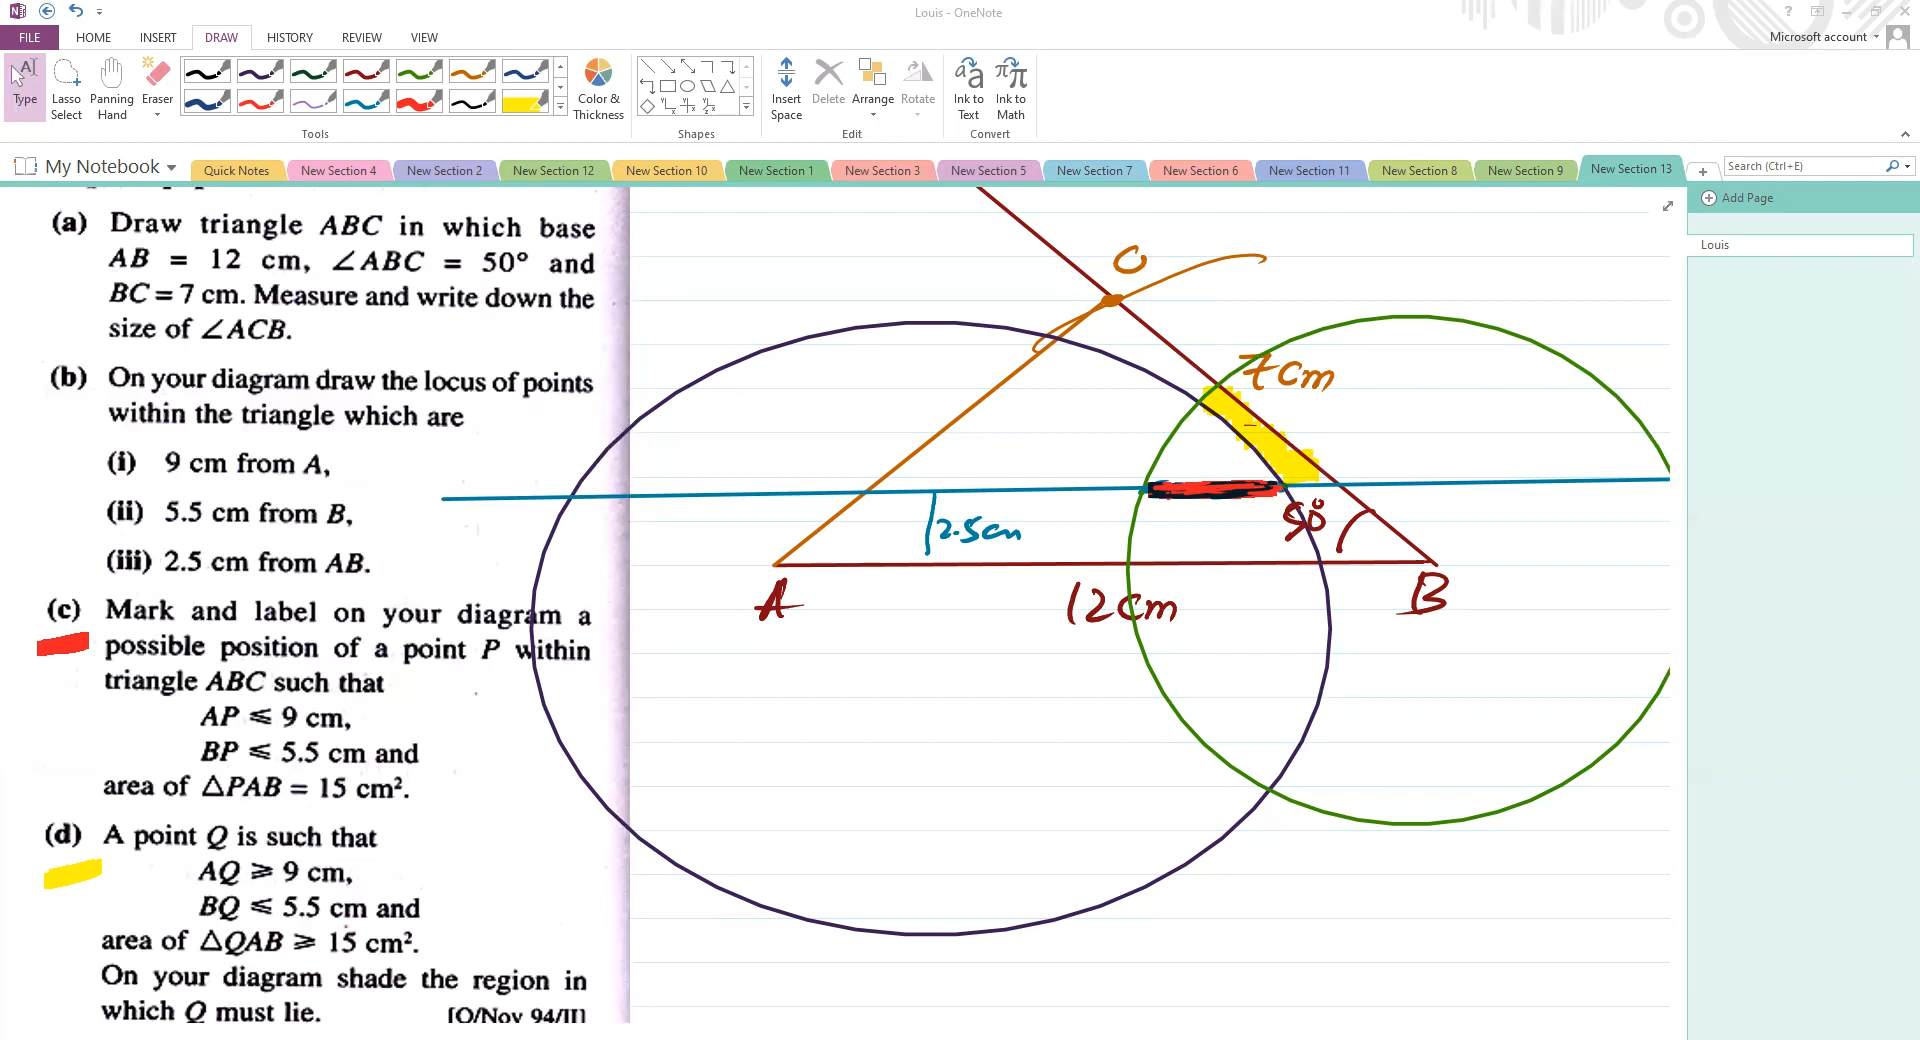 Louis - OneNote
FILE HOME INSERT DRAW HISTORY REVIEW VIEW
Microsoft account
Type
Lasso Select
Panning Hand
Eraser
Color & Thickness
Insert Space
Delete
Arrange
Rotate
Ink to Text
Ink to Math
Tools
Shapes
Edit
Convert
My Notebook
Quick Notes
New Section 4
New Section 2
New Section 12
New Section 10
New Section 1
New Section 3
New Section 5
New Section 7
New Section 6
New Section 11
New Section 8
New Section 9
New Section 13
Search (Ctrl+E)
Add Page
Louis
(a) Draw triangle ABC in which base
AB = 12 cm, ∠ABC = 50° and
BC = 7 cm. Measure and write down the
size of ∠ACB.
(b) On your diagram draw the locus of points
within the triangle which are
(i) 9 cm from A,
(ii) 5.5 cm from B,
(iii) 2.5 cm from AB.
(c) Mark and label on your diagram a
possible position of a point P within
triangle ABC such that
AP ⩽ 9 cm,
BP ⩽ 5.5 cm and
area of △PAB = 15 cm².
(d) A point Q is such that
AQ ⩾ 9 cm,
BQ ⩽ 5.5 cm and
area of △QAB ⩾ 15 cm².
On your diagram shade the region in
which Q must lie. [O/Nov 94/II]
C
7cm
2.5cm
50°
A
12cm
B